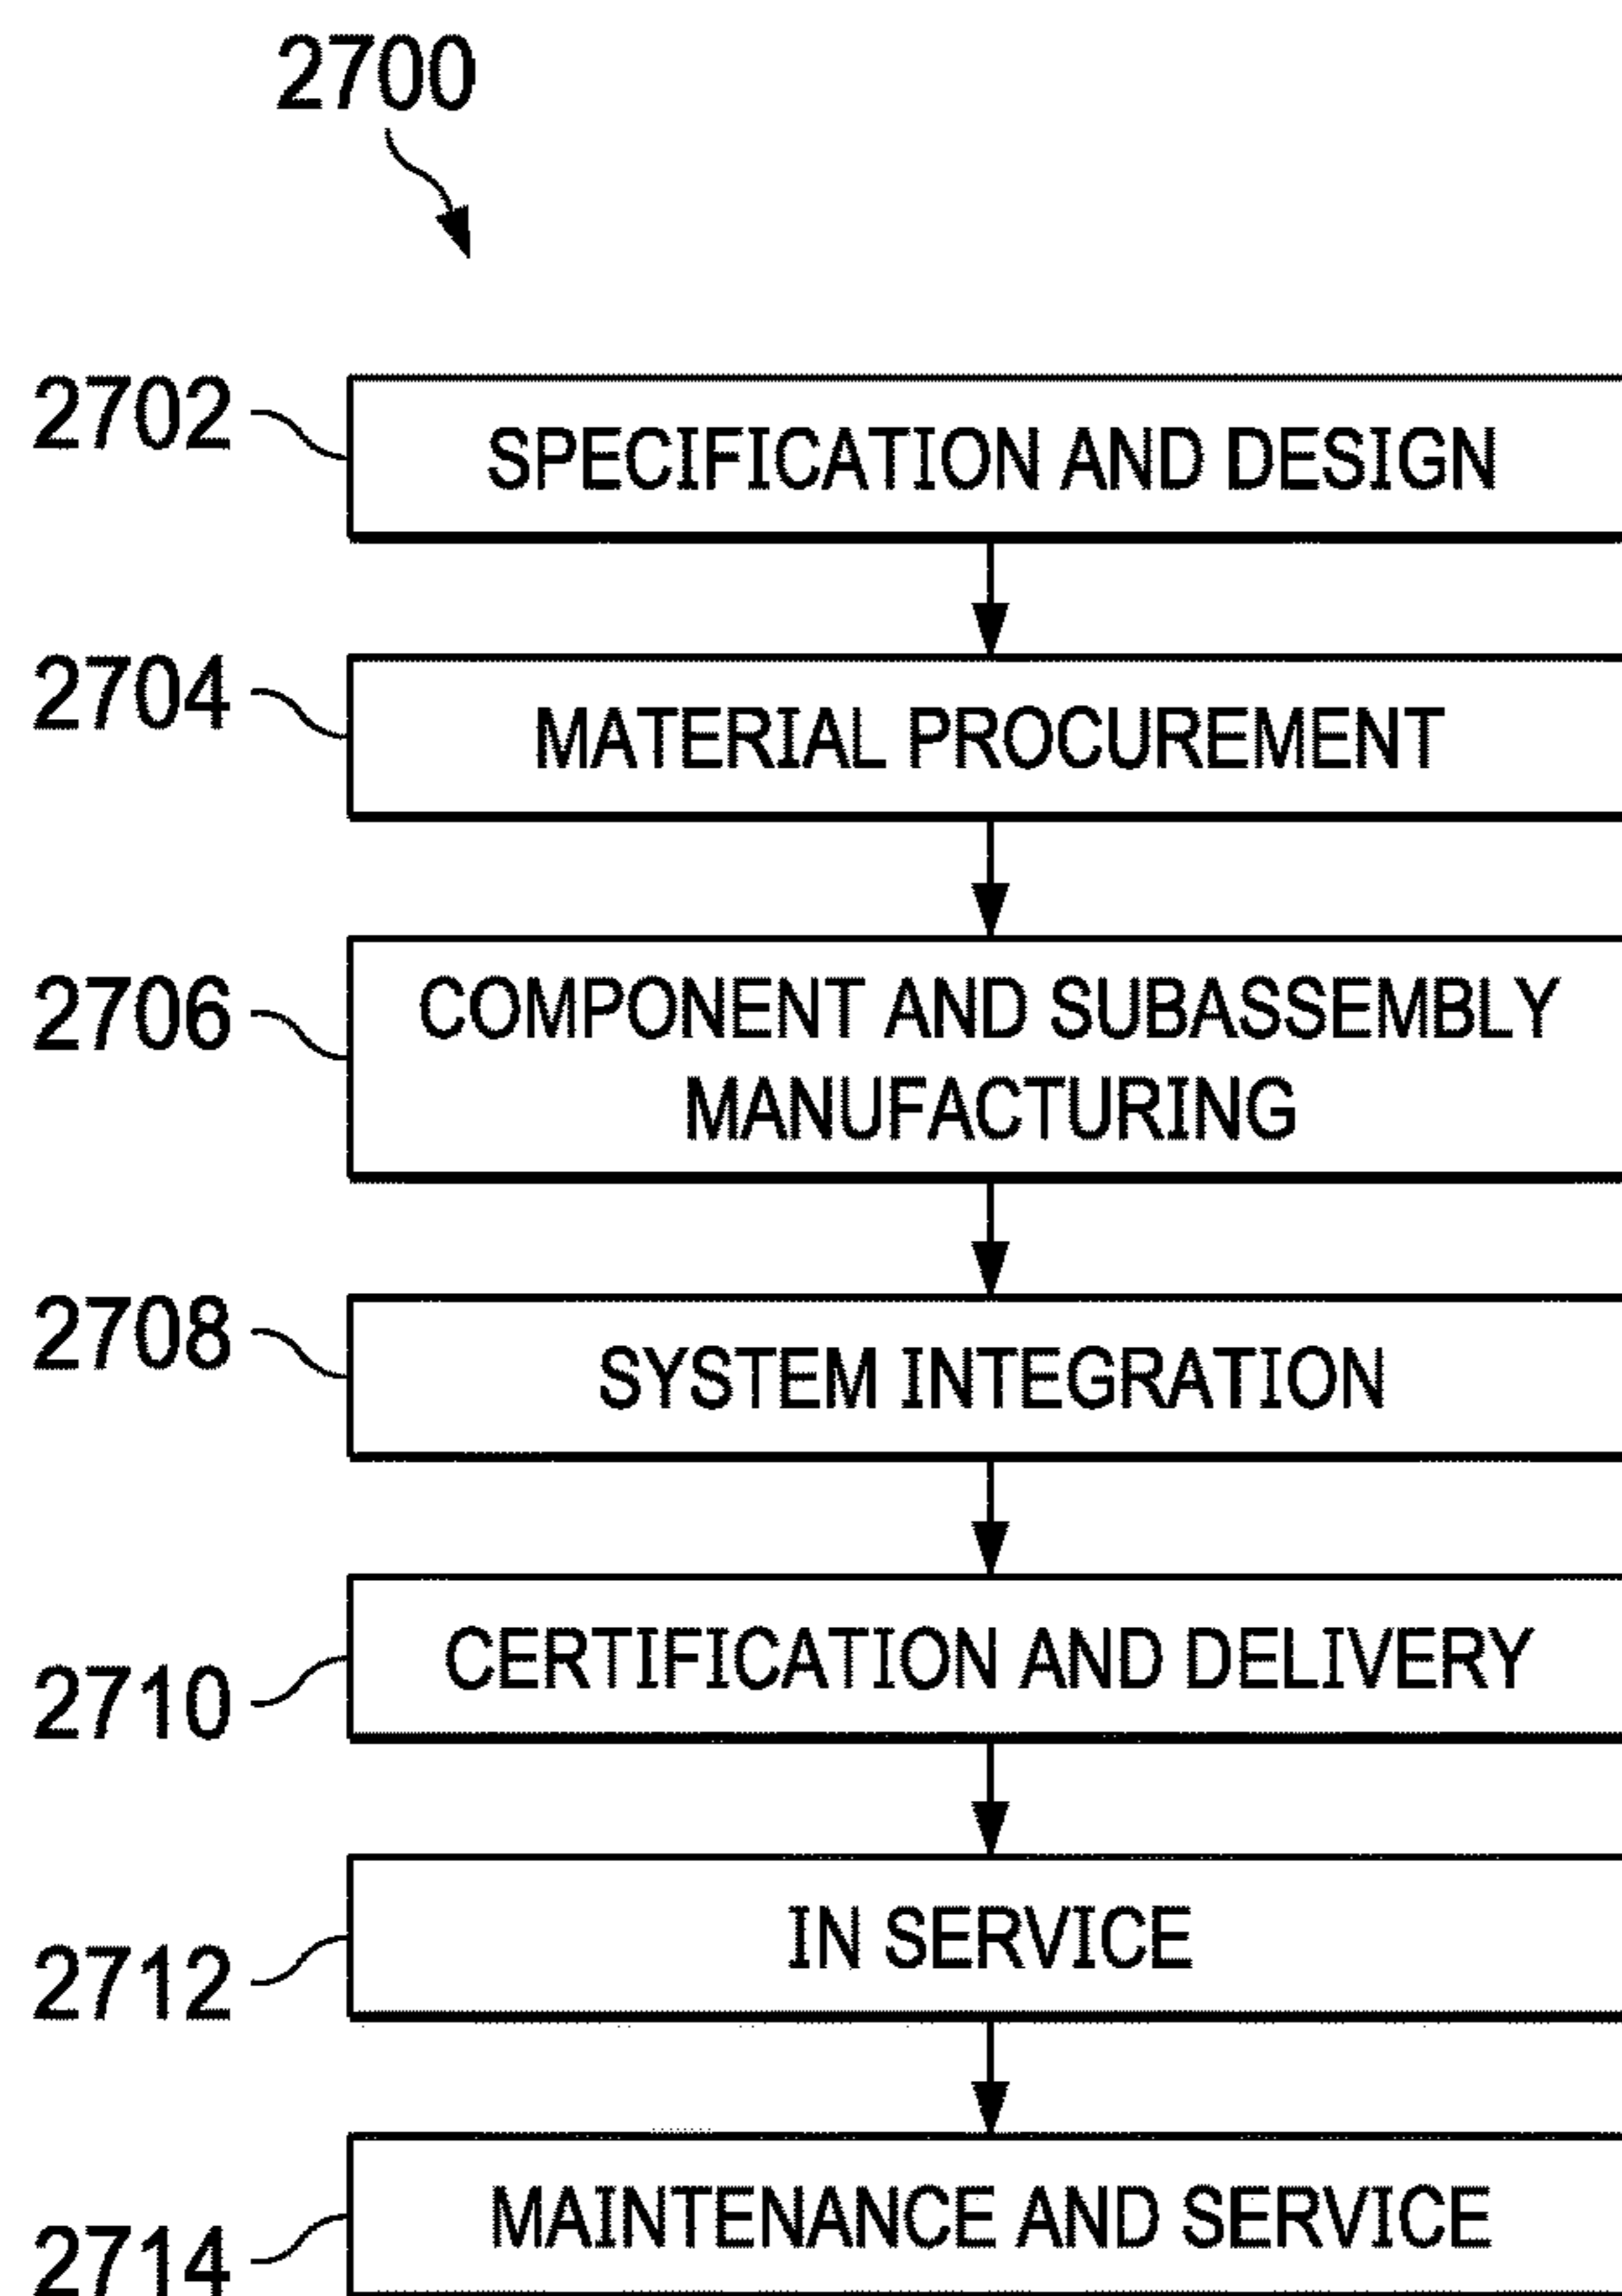 2700
2702
SPECIFICATION AND DESIGN
2704
MATERIAL PROCUREMENT
2706
COMPONENT AND SUBASSEMBLY
MANUFACTURING
2708
SYSTEM INTEGRATION
2710
CERTIFICATION AND DELIVERY
2712
IN SERVICE
2714
MAINTENANCE AND SERVICE